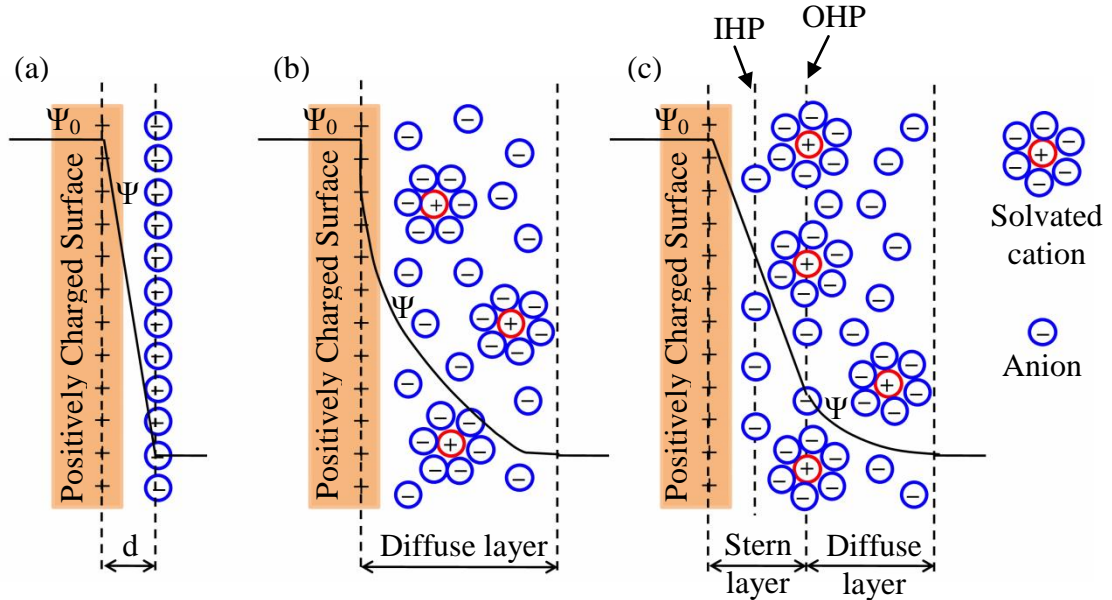 IHP
OHP
(a)
(b)
(c)
Ψ0
Ψ
Positively Charged Surface
d
Ψ0
Ψ
Positively Charged Surface
Diffuse layer
Ψ0
Ψ
Positively Charged Surface
Stern
layer
Diffuse
layer
Solvated
cation
Anion